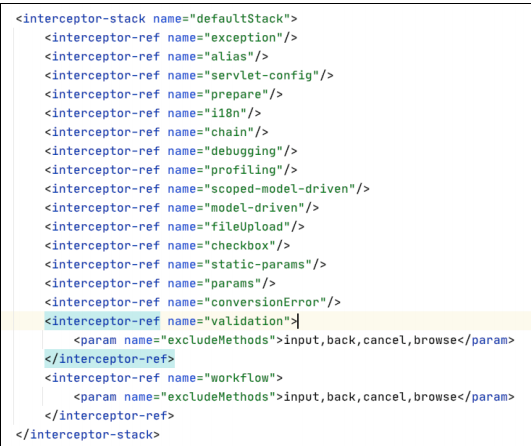 <interceptor-stack name="defaultStack">
<interceptor-ref name="exception"/>
<interceptor-ref name="alias"/>
<interceptor-ref name="servlet-config"/>
<interceptor-ref name="prepare"/>
<interceptor-ref name="i18n"/>
<interceptor-ref name="chain"/>
<interceptor-ref name="debugging"/>
<interceptor-ref name="profiling"/>
<interceptor-ref name="scoped-model-driven"/>
<interceptor-ref name="model-driven"/>
<interceptor-ref name="fileUpload"/>
<interceptor-ref name="checkbox"/>
<interceptor-ref name="static-params"/>
<interceptor-ref name="params"/>
<interceptor-ref name="conversionError"/>
<interceptor-ref name="validation">
<param name="excludeMethods">input,back,cancel,browse</param>
</interceptor-ref>
<interceptor-ref name="workflow">
<param name="excludeMethods">input,back,cancel,browse</param>
</interceptor-ref>
</interceptor-stack>